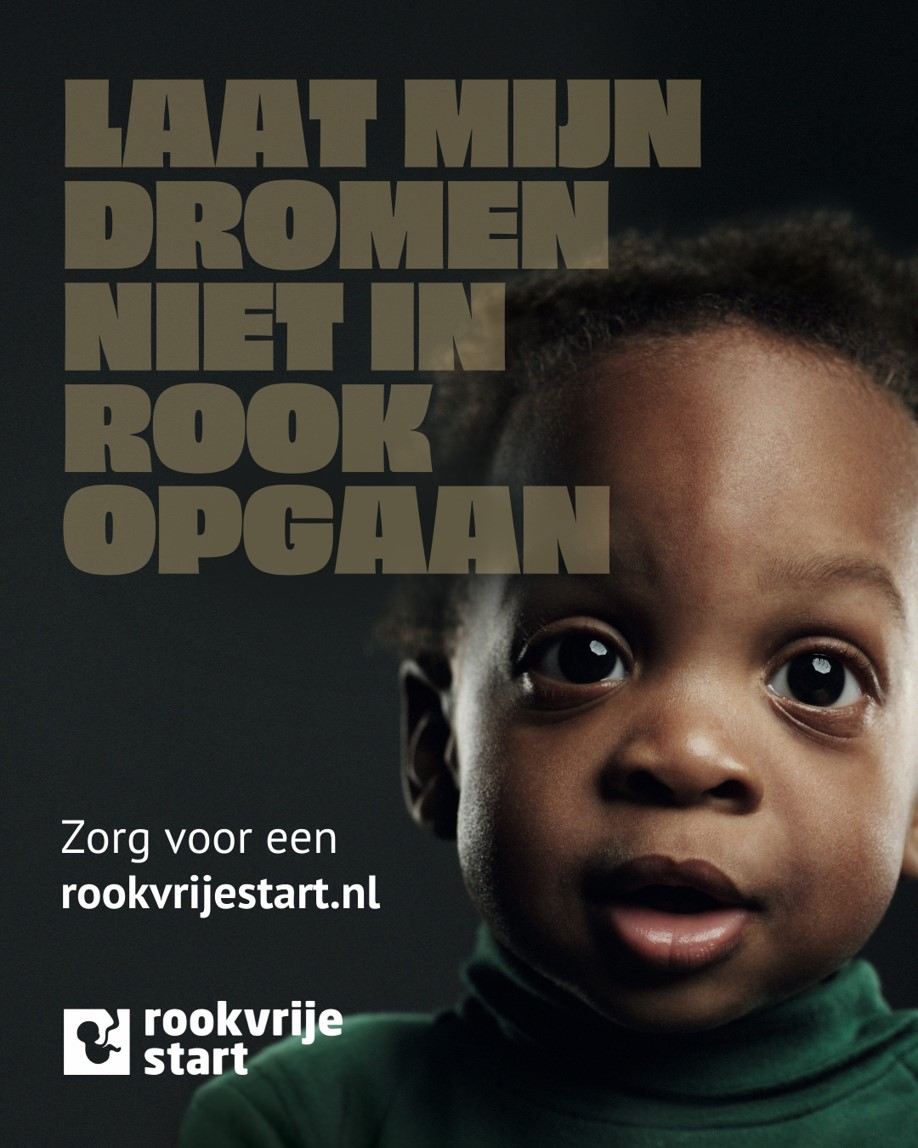 LAAT MIJN
DROMEN
NIET IN
ROOK
OPGAAN
Zorg voor een
rookvrijestart.nl
rookvrije
start